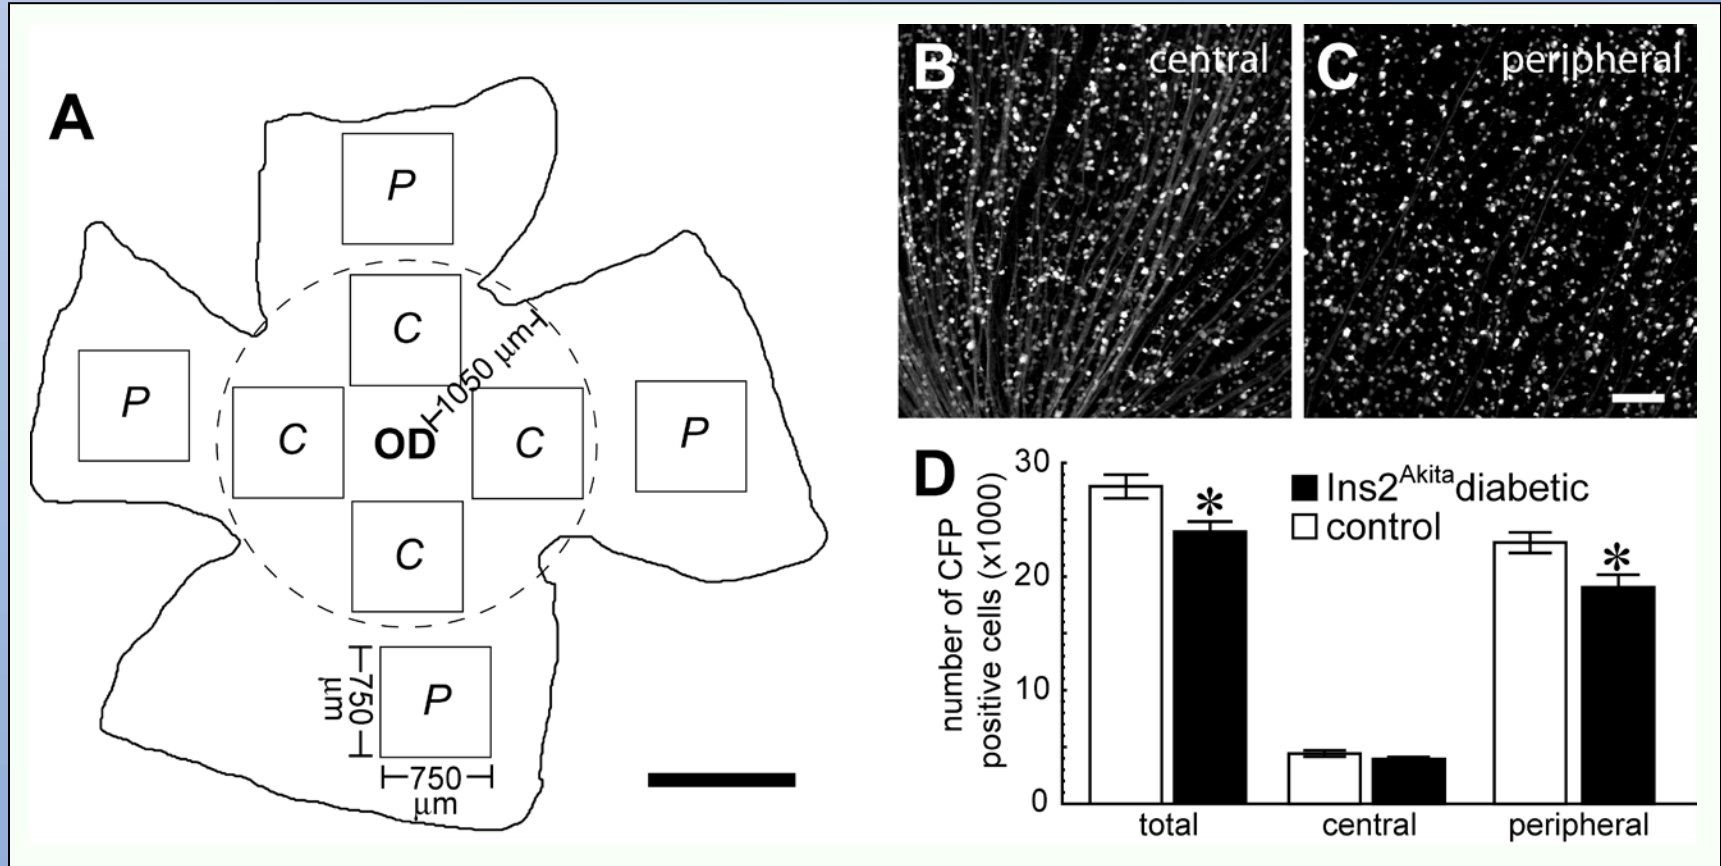 A
P
C
1050 μm
P
C
OD
C
P
C
P
750
μm
750
μm
B
central
C
peripheral
D
number of CFP
positive cells (x1000)
30
20
10
0
Ins2Akita diabetic
control
*
*
total
central
peripheral